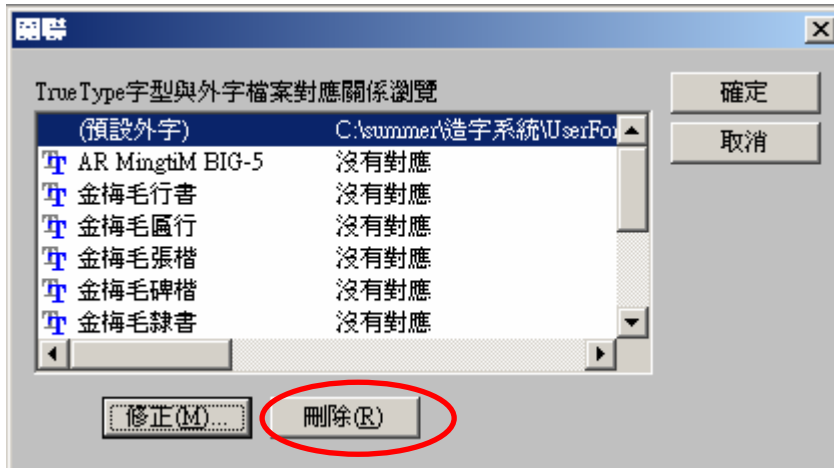 關聯
TrueType字型與外字檔案對應關係瀏覽
確定
(預設外字) C:\summer\造字系統\UserFor
取消
AR MingtiM BIG-5 沒有對應
金梅毛行書 沒有對應
金梅毛匾行 沒有對應
金梅毛張楷 沒有對應
金梅毛碑楷 沒有對應
金梅毛隸書 沒有對應
修正(M)... 刪除(R)